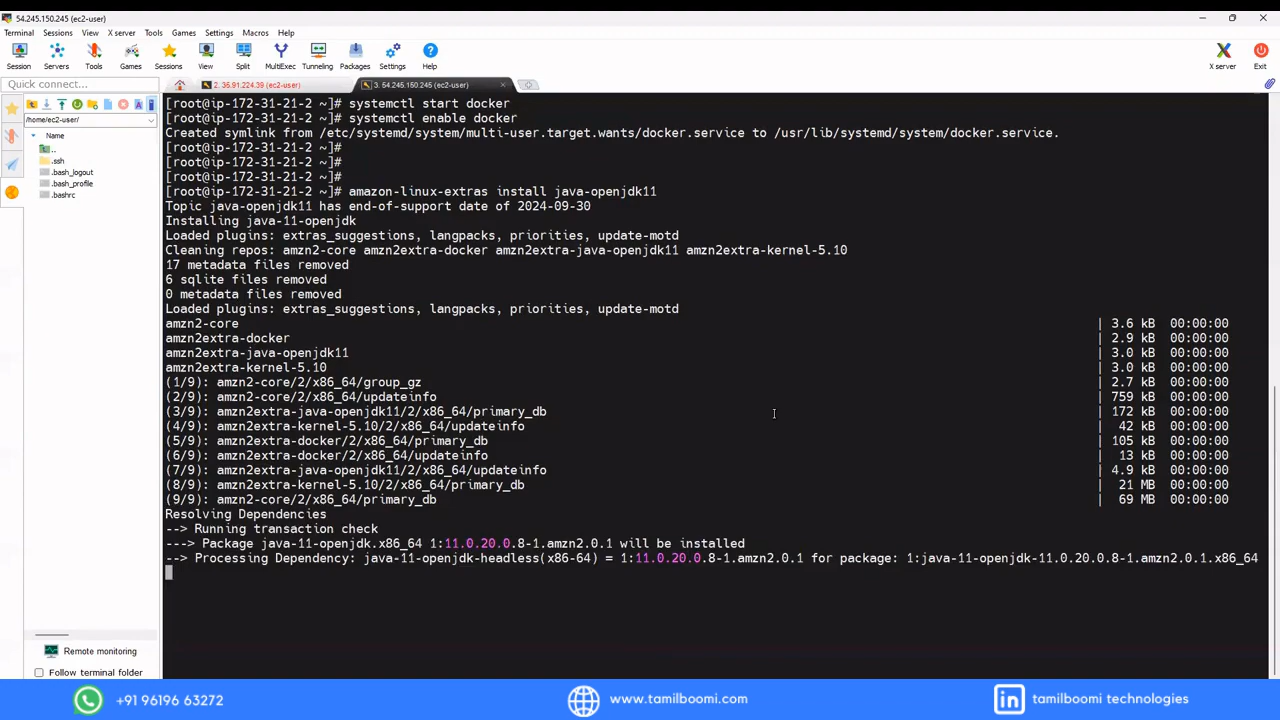 54.245.150.245 (ec2-user)
Terminal Sessions View X server Tools Games Settings Macros Help
Session Servers Tools Games Sessions View Split MultiExec Tunneling Packages Settings Help X server Exit
Quick connect...
2. 35.91.224.39 (ec2-user)
3. 54.245.150.245 (ec2-user)
/home/ec2-user/
Name
..
.ssh
.bash_logout
.bash_profile
.bashrc
[root@ip-172-31-21-2 ~]# systemctl start docker
[root@ip-172-31-21-2 ~]# systemctl enable docker
Created symlink from /etc/systemd/system/multi-user.target.wants/docker.service to /usr/lib/systemd/system/docker.service.
[root@ip-172-31-21-2 ~]#
[root@ip-172-31-21-2 ~]#
[root@ip-172-31-21-2 ~]#
[root@ip-172-31-21-2 ~]# amazon-linux-extras install java-openjdk11
Topic java-openjdk11 has end-of-support date of 2024-09-30
Installing java-11-openjdk
Loaded plugins: extras_suggestions, langpacks, priorities, update-motd
Cleaning repos: amzn2-core amzn2extra-docker amzn2extra-java-openjdk11 amzn2extra-kernel-5.10
17 metadata files removed
6 sqlite files removed
0 metadata files removed
Loaded plugins: extras_suggestions, langpacks, priorities, update-motd
amzn2-core | 3.6 kB 00:00:00
amzn2extra-docker | 2.9 kB 00:00:00
amzn2extra-java-openjdk11 | 3.0 kB 00:00:00
amzn2extra-kernel-5.10 | 3.0 kB 00:00:00
(1/9): amzn2-core/2/x86_64/group_gz | 2.7 kB 00:00:00
(2/9): amzn2-core/2/x86_64/updateinfo | 759 kB 00:00:00
(3/9): amzn2extra-java-openjdk11/2/x86_64/primary_db | 172 kB 00:00:00
(4/9): amzn2extra-kernel-5.10/2/x86_64/updateinfo | 42 kB 00:00:00
(5/9): amzn2extra-docker/2/x86_64/primary_db | 105 kB 00:00:00
(6/9): amzn2extra-docker/2/x86_64/updateinfo | 13 kB 00:00:00
(7/9): amzn2extra-java-openjdk11/2/x86_64/updateinfo | 4.9 kB 00:00:00
(8/9): amzn2extra-kernel-5.10/2/x86_64/primary_db | 21 MB 00:00:00
(9/9): amzn2-core/2/x86_64/primary_db | 69 MB 00:00:00
Resolving Dependencies
--> Running transaction check
---> Package java-11-openjdk.x86_64 1:11.0.20.0.8-1.amzn2.0.1 will be installed
--> Processing Dependency: java-11-openjdk-headless(x86-64) = 1:11.0.20.0.8-1.amzn2.0.1 for package: 1:java-11-openjdk-11.0.20.0.8-1.amzn2.0.1.x86_64
Remote monitoring
Follow terminal folder
+91 96196 63272
www.tamilboomi.com
in tamilboomi technologies